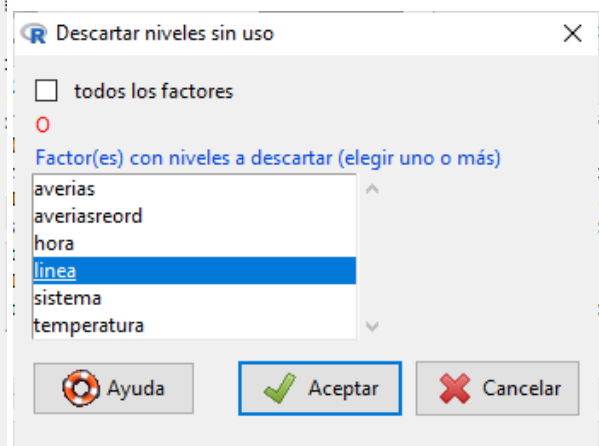 R Descartar niveles sin uso
todos los factores
O
Factor(es) con niveles a descartar (elegir uno o más)
averias
averiasreord
hora
linea
sistema
temperatura
Ayuda Aceptar Cancelar